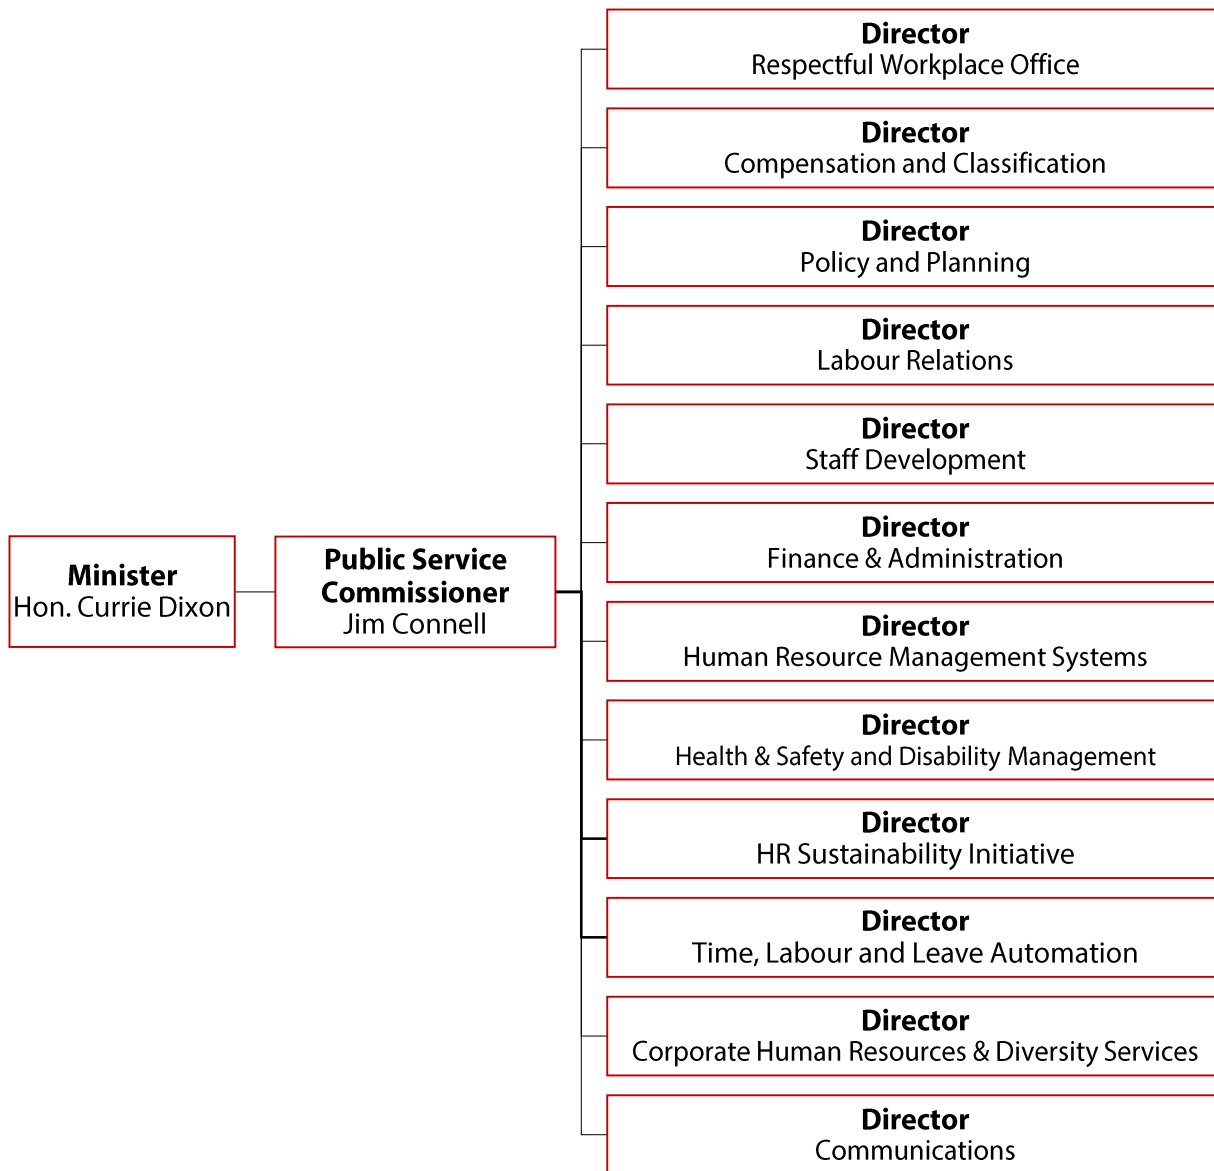 Minister
Hon. Currie Dixon
Public Service
Commissioner
Jim Connell
Director
Respectful Workplace Office
Director
Compensation and Classification
Director
Policy and Planning
Director
Labour Relations
Director
Staff Development
Director
Finance & Administration
Director
Human Resource Management Systems
Director
Health & Safety and Disability Management
Director
HR Sustainability Initiative
Director
Time, Labour and Leave Automation
Director
Corporate Human Resources & Diversity Services
Director
Communications